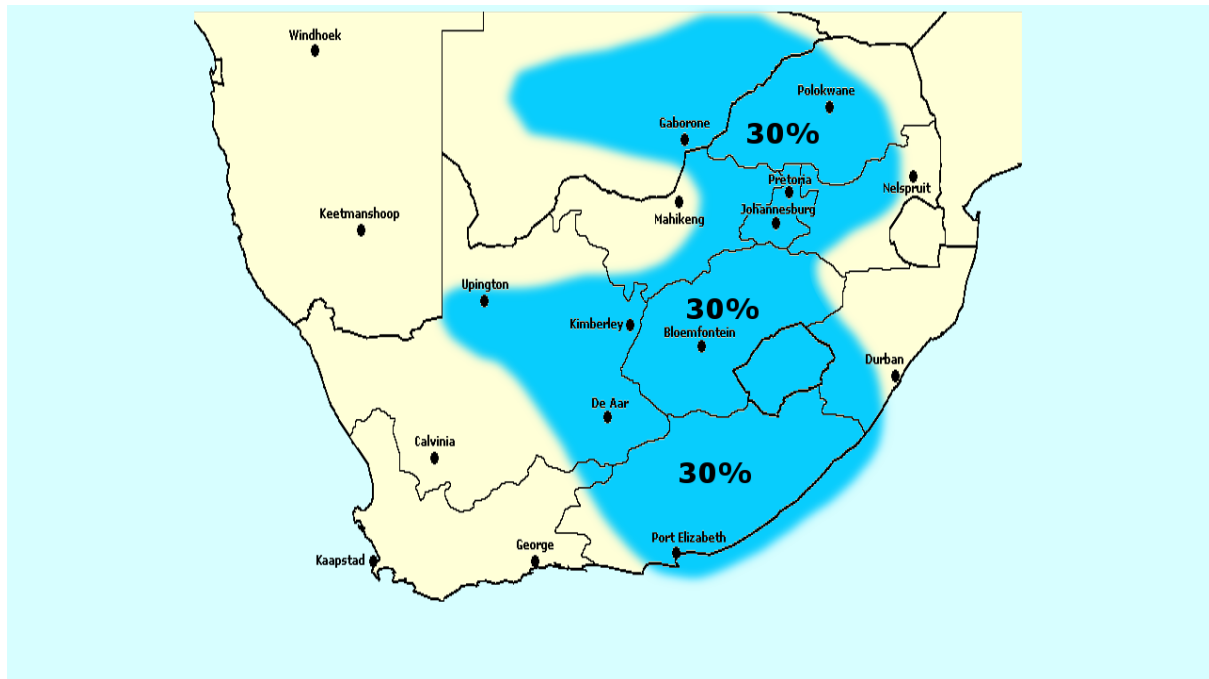 Windhoek
Polokwane
Gaborone
30%
Pretoria
Nelspruit
Mahikeng
Johannesburg
Keetmanshoop
Upington
30%
Kimberley
Bloemfontein
Durban
De Aar
Calvinia
30%
Port Elizabeth
George
Kaapstad